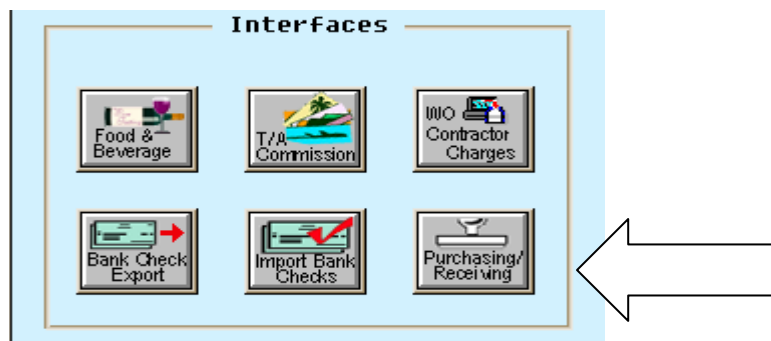 Interfaces
Food &
Beverage
T/A
Commission
WO
Contractor
Charges
Bank Check
Export
Import Bank
Checks
Purchasing/
Receiving